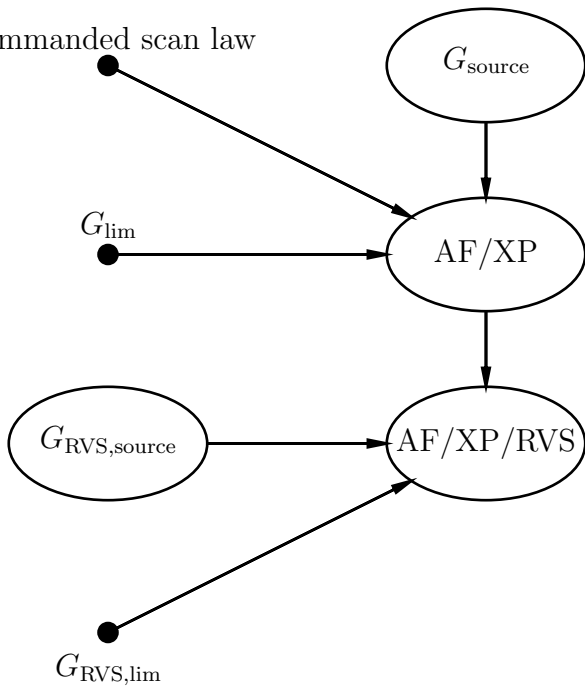 mmanded scan law
G_source
G_lim
AF/XP
G_RVS,source
AF/XP/RVS
G_RVS,lim